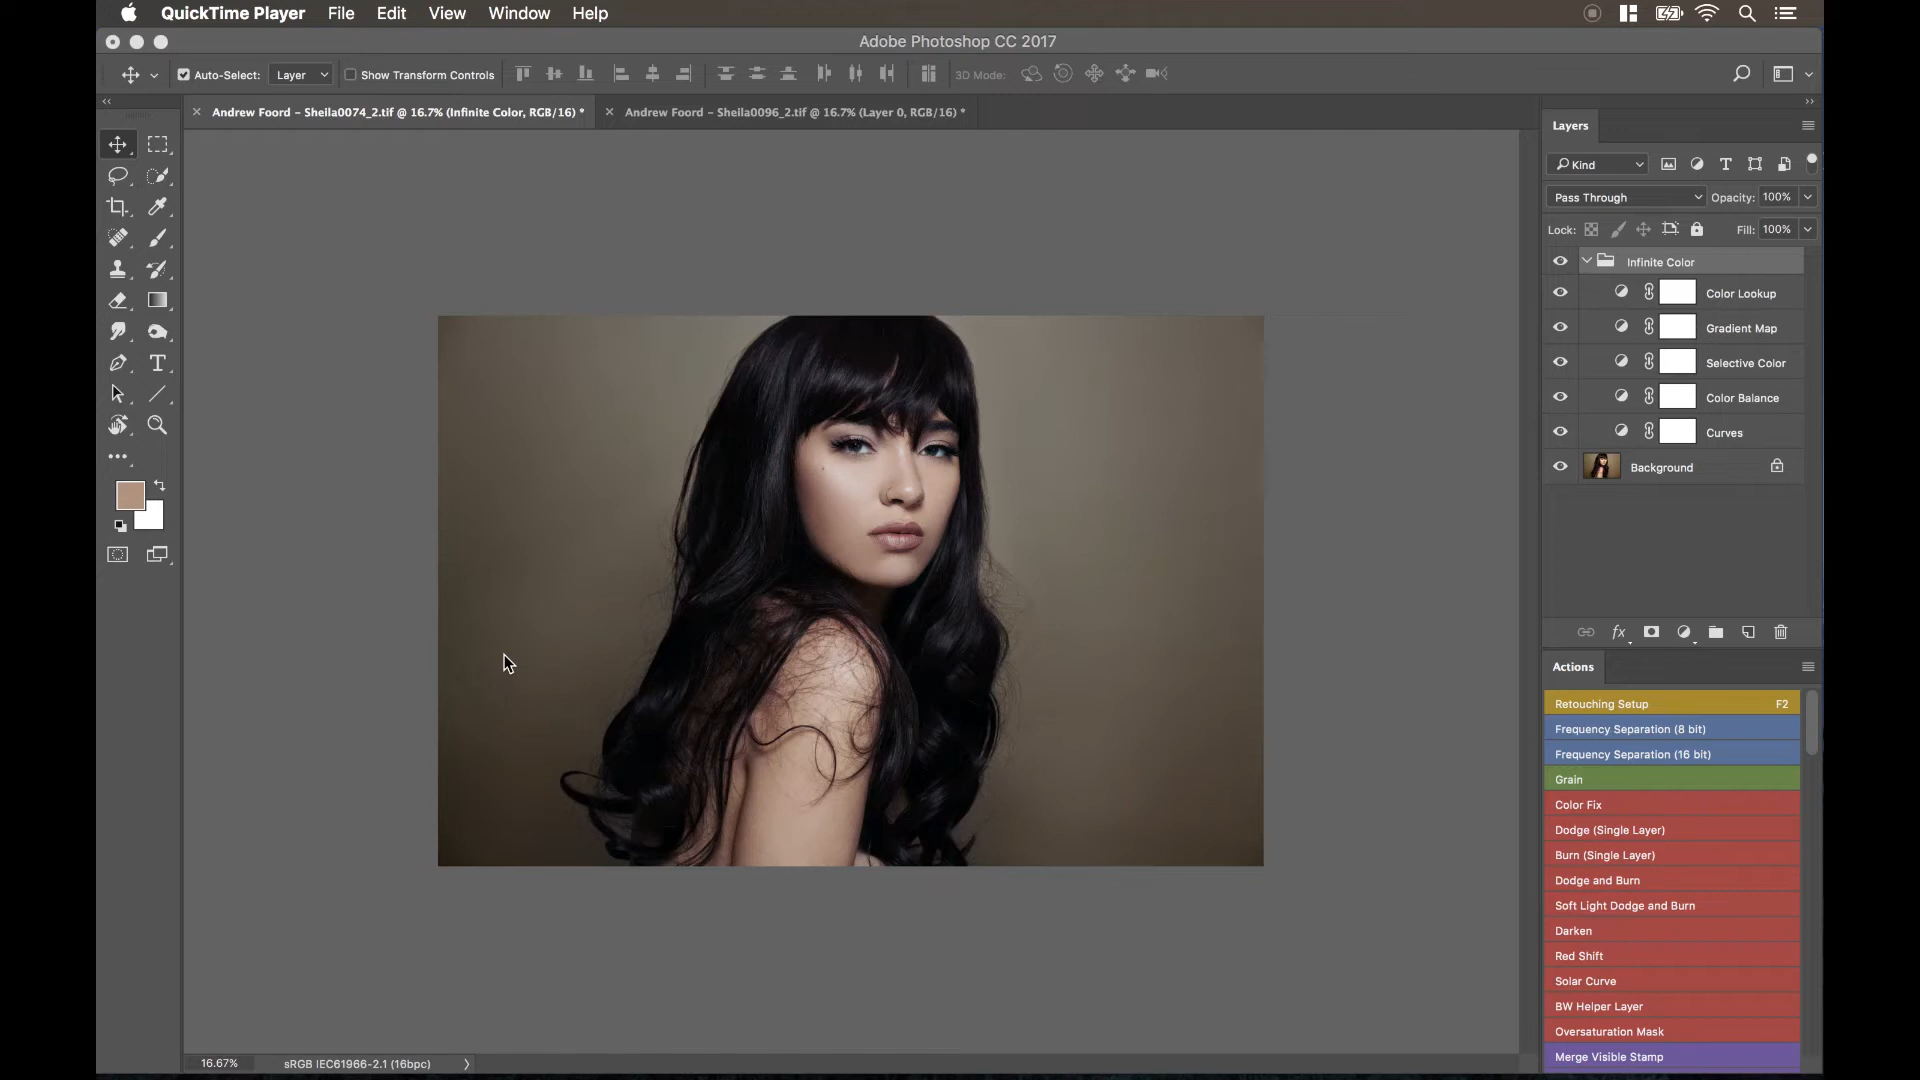 QuickTime Player File Edit View Window Help
Adobe Photoshop CC 2017
Auto-Select: Layer Show Transform Controls 3D Mode:
Andrew Foord - Sheila0074_2.tif @ 16.7% (Infinite Color, RGB/16) * Andrew Foord - Sheila0096_2.tif @ 16.7% (Layer 0, RGB/16) *
Layers
Kind
Pass Through Opacity: 100%
Lock: Fill: 100%
Infinite Color
Color Lookup
Gradient Map
Selective Color
Color Balance
Curves
Background
fx
Actions
Retouching Setup F2
Frequency Separation (8 bit)
Frequency Separation (16 bit)
Grain
Color Fix
Dodge (Single Layer)
Burn (Single Layer)
Dodge and Burn
Soft Light Dodge and Burn
Darken
Red Shift
Solar Curve
BW Helper Layer
Oversaturation Mask
Merge Visible Stamp
16.67% sRGB IEC61966-2.1 (16bpc)